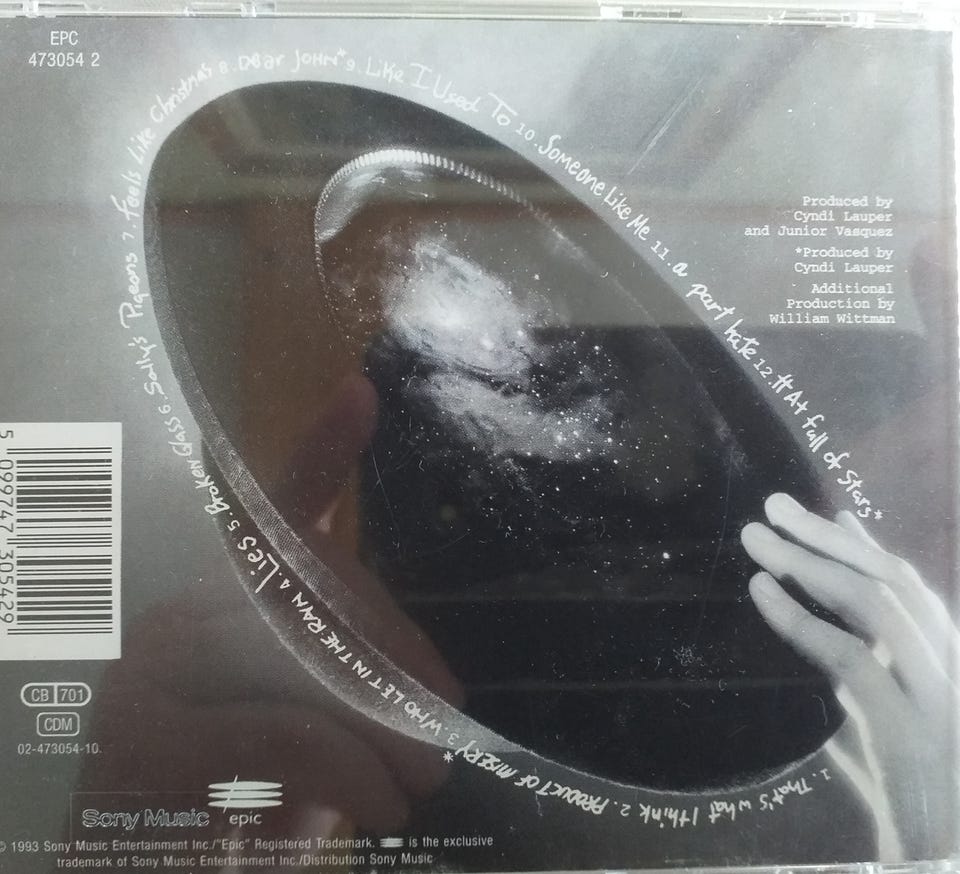 EPC
473054 2
1. That's what I think 2. PRODUCT OF MISERY* 3. WHO LET IN THE RAIN 4. Lies 5. BroKEN Glass 6. Sally's Pigeons 7. Feels Like Christmas 8. Dear JOHN* 9. Like I Used To 10. Someone Like Me 11. a part hate 12. HAt full of Stars*
Produced by
Cyndi Lauper
and Junior Vasquez
*Produced by
Cyndi Lauper
Additional
Production by
William Wittman
5 099747 305429
CB 701
CDM
02-473054-10.
Sony Music
epic
© 1993 Sony Music Entertainment Inc./"Epic" Registered Trademark. is the exclusive
trademark of Sony Music Entertainment Inc./Distribution Sony Music